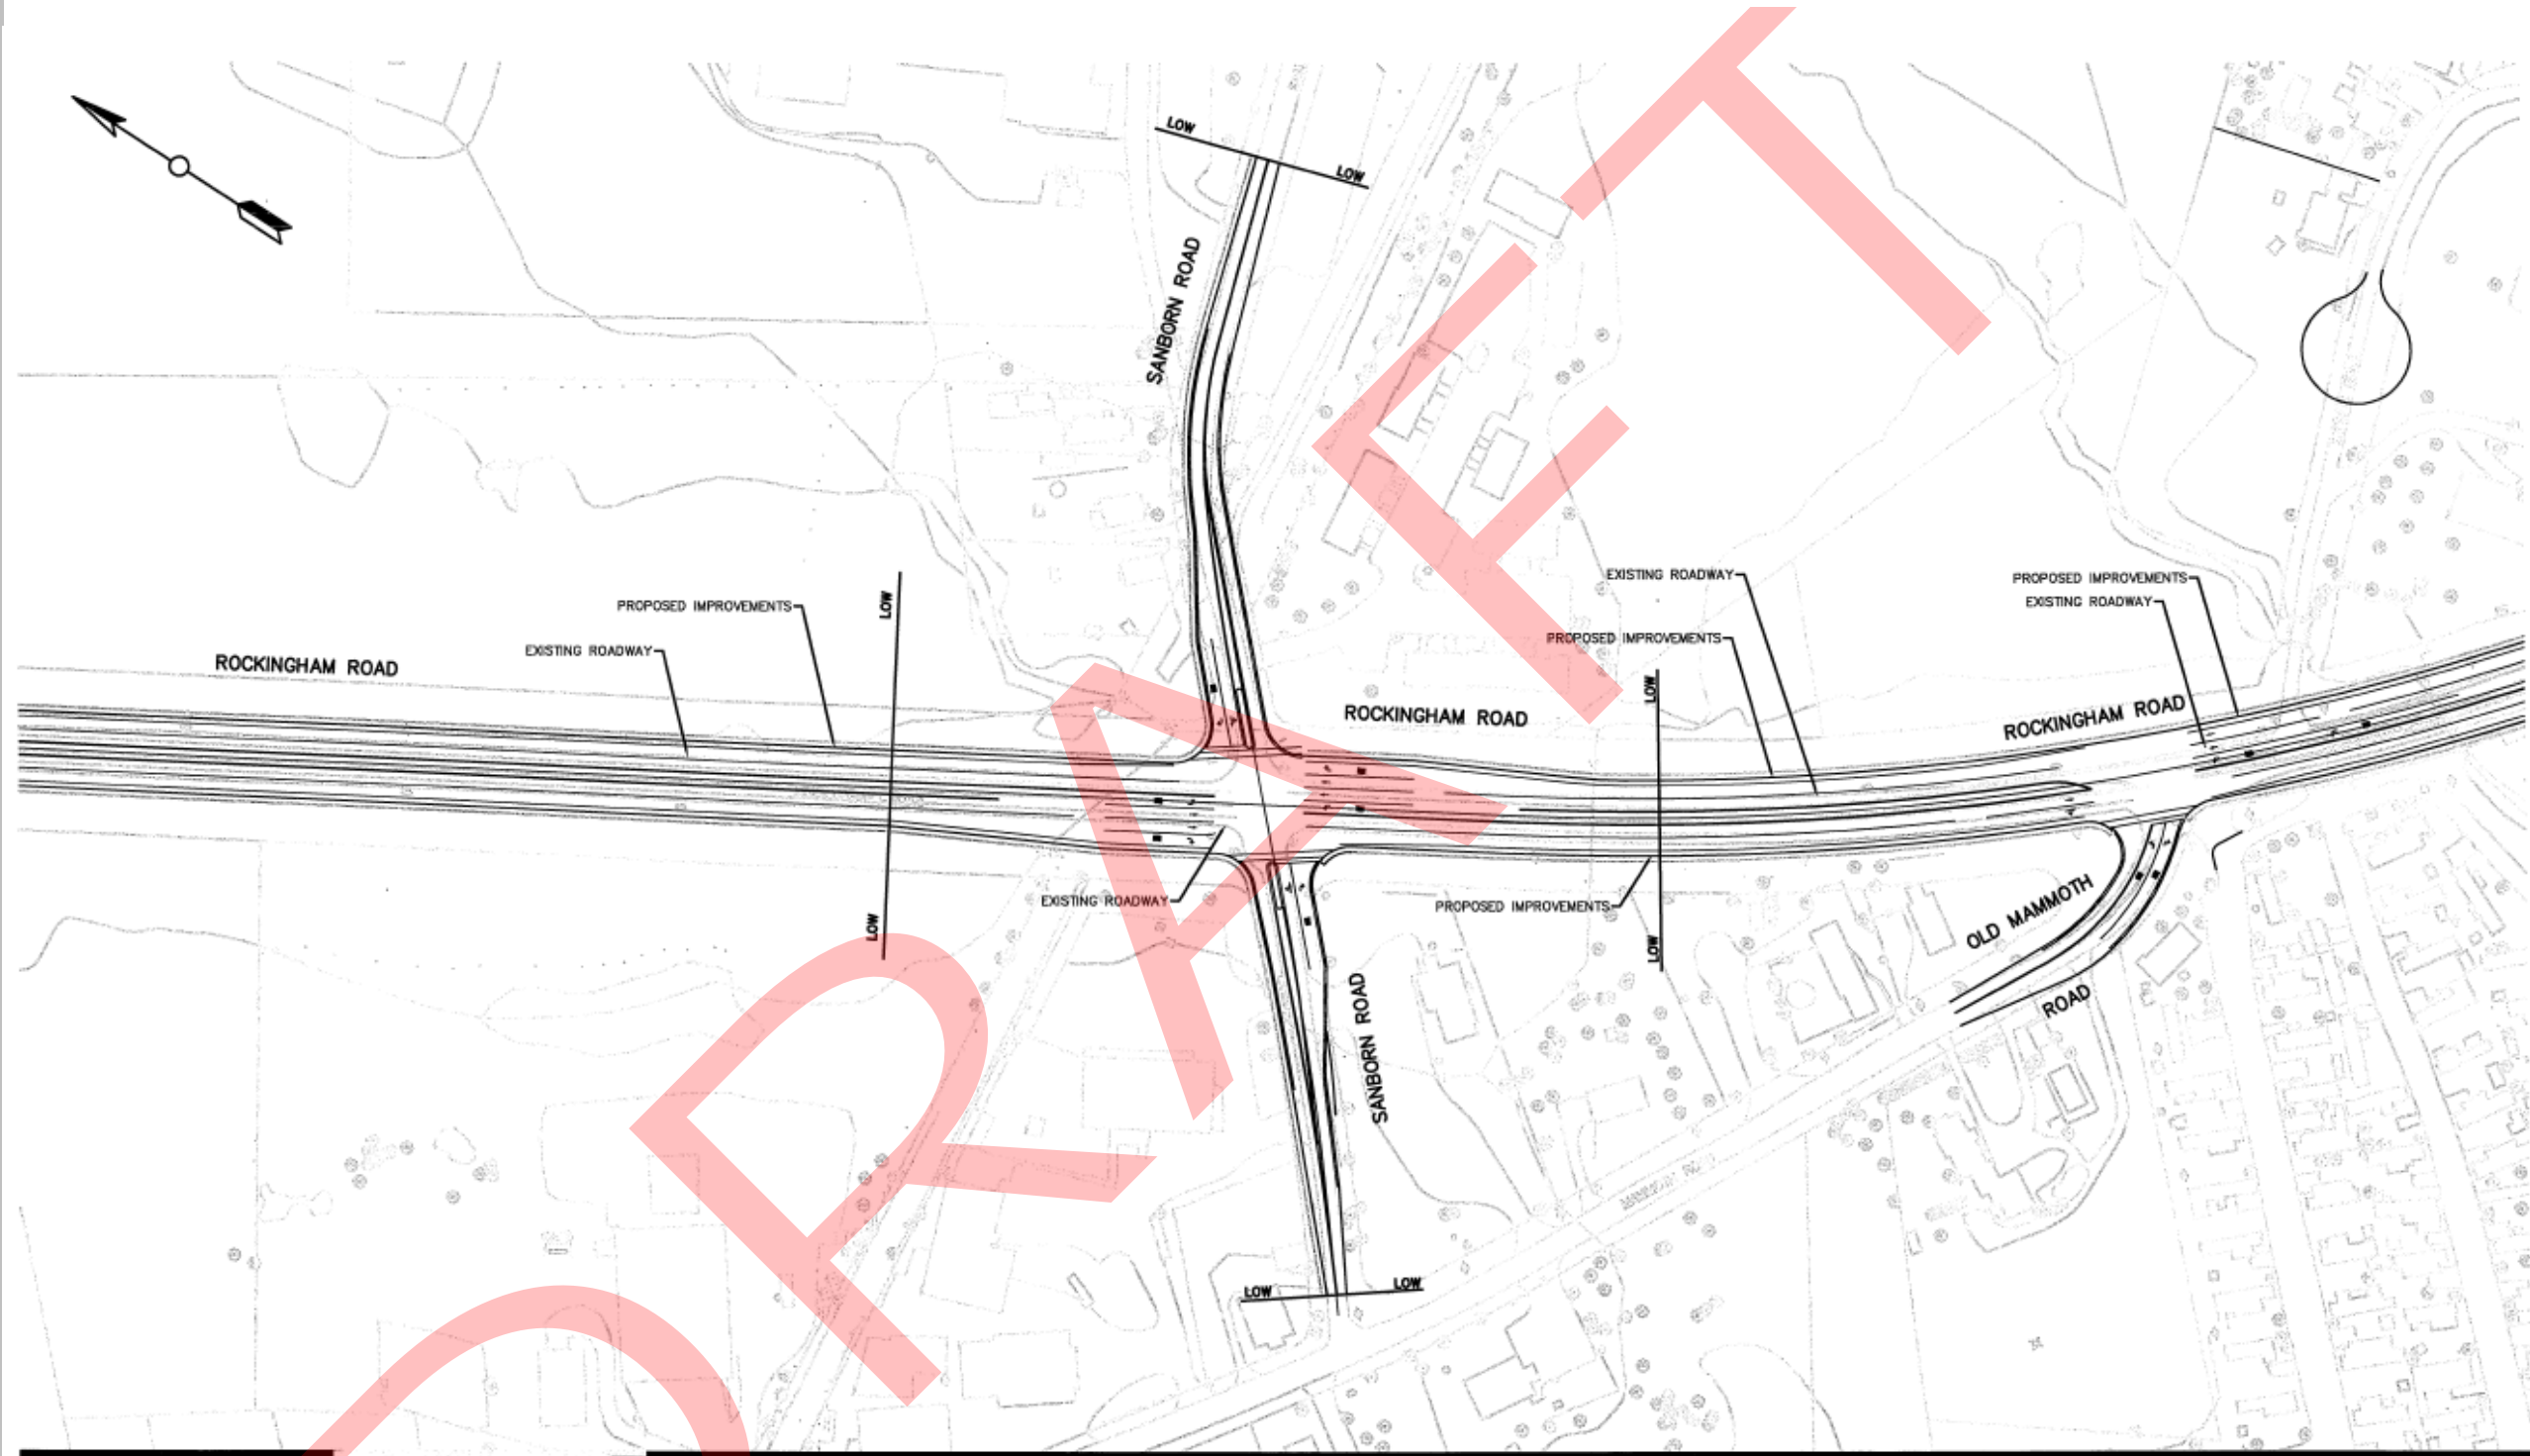 LOW
LOW
SANBORN ROAD
EXISTING ROADWAY
PROPOSED IMPROVEMENTS
EXISTING ROADWAY
PROPOSED IMPROVEMENTS
LOW
PROPOSED IMPROVEMENTS
EXISTING ROADWAY
PROPOSED IMPROVEMENTS
ROCKINGHAM ROAD
LOW
ROCKINGHAM ROAD
ROCKINGHAM ROAD
EXISTING ROADWAY
PROPOSED IMPROVEMENTS
LOW
LOW
OLD MAMMOTH
ROAD
SANBORN ROAD
MAMMOTH ROAD
LOW
LOW
DRAFT